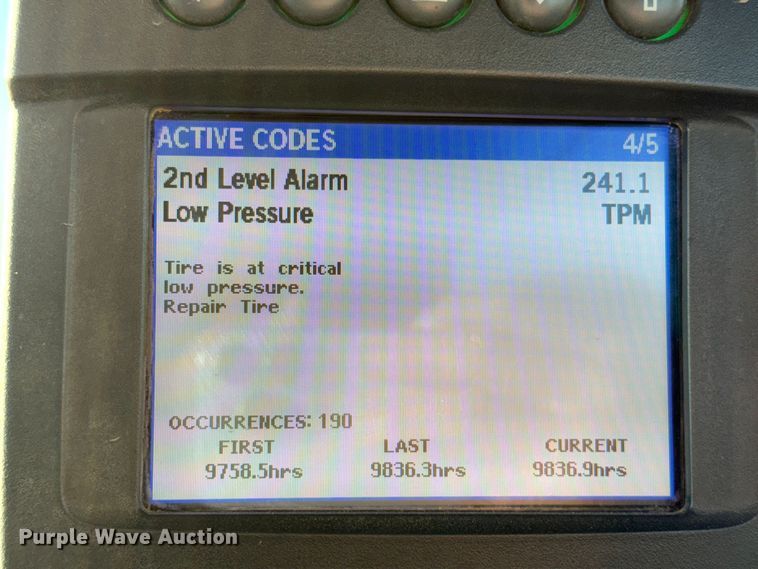 ACTIVE CODES 4/5
2nd Level Alarm 241.1
Low Pressure TPM
Tire is at critical
low pressure.
Repair Tire
OCCURRENCES: 190
FIRST LAST CURRENT
9758.5hrs 9836.3hrs 9836.9hrs
Purple Wave Auction